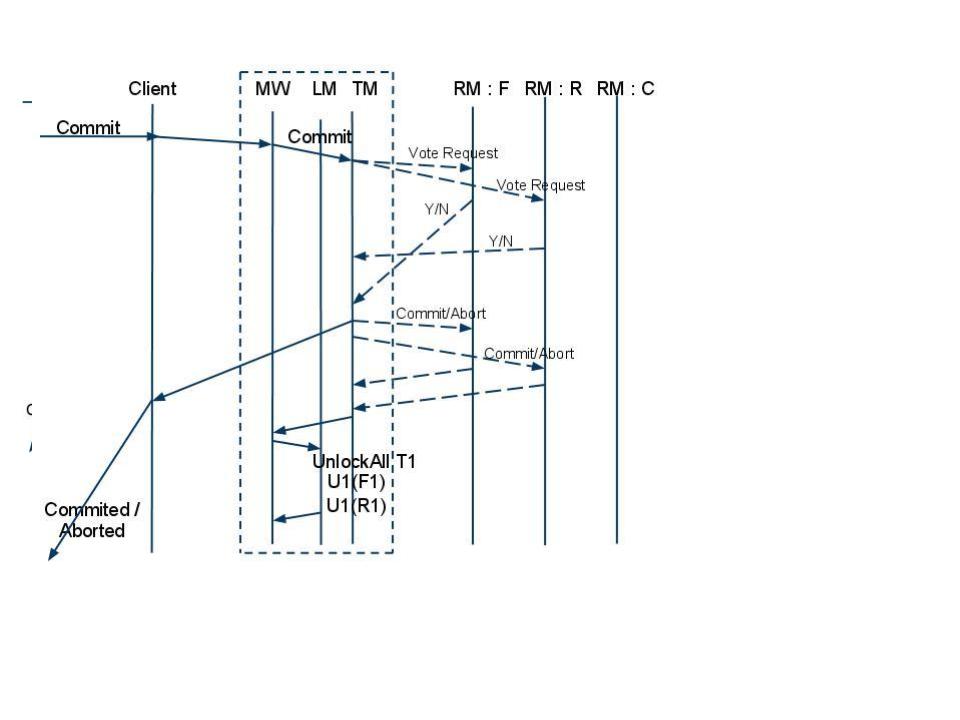 Client MW LM TM RM : F RM : R RM : C
Commit
Commit
Vote Request
Vote Request
Y/N
Y/N
Commit/Abort
Commit/Abort
UnlockAll T1
U1(F1)
U1(R1)
Commited /
Aborted